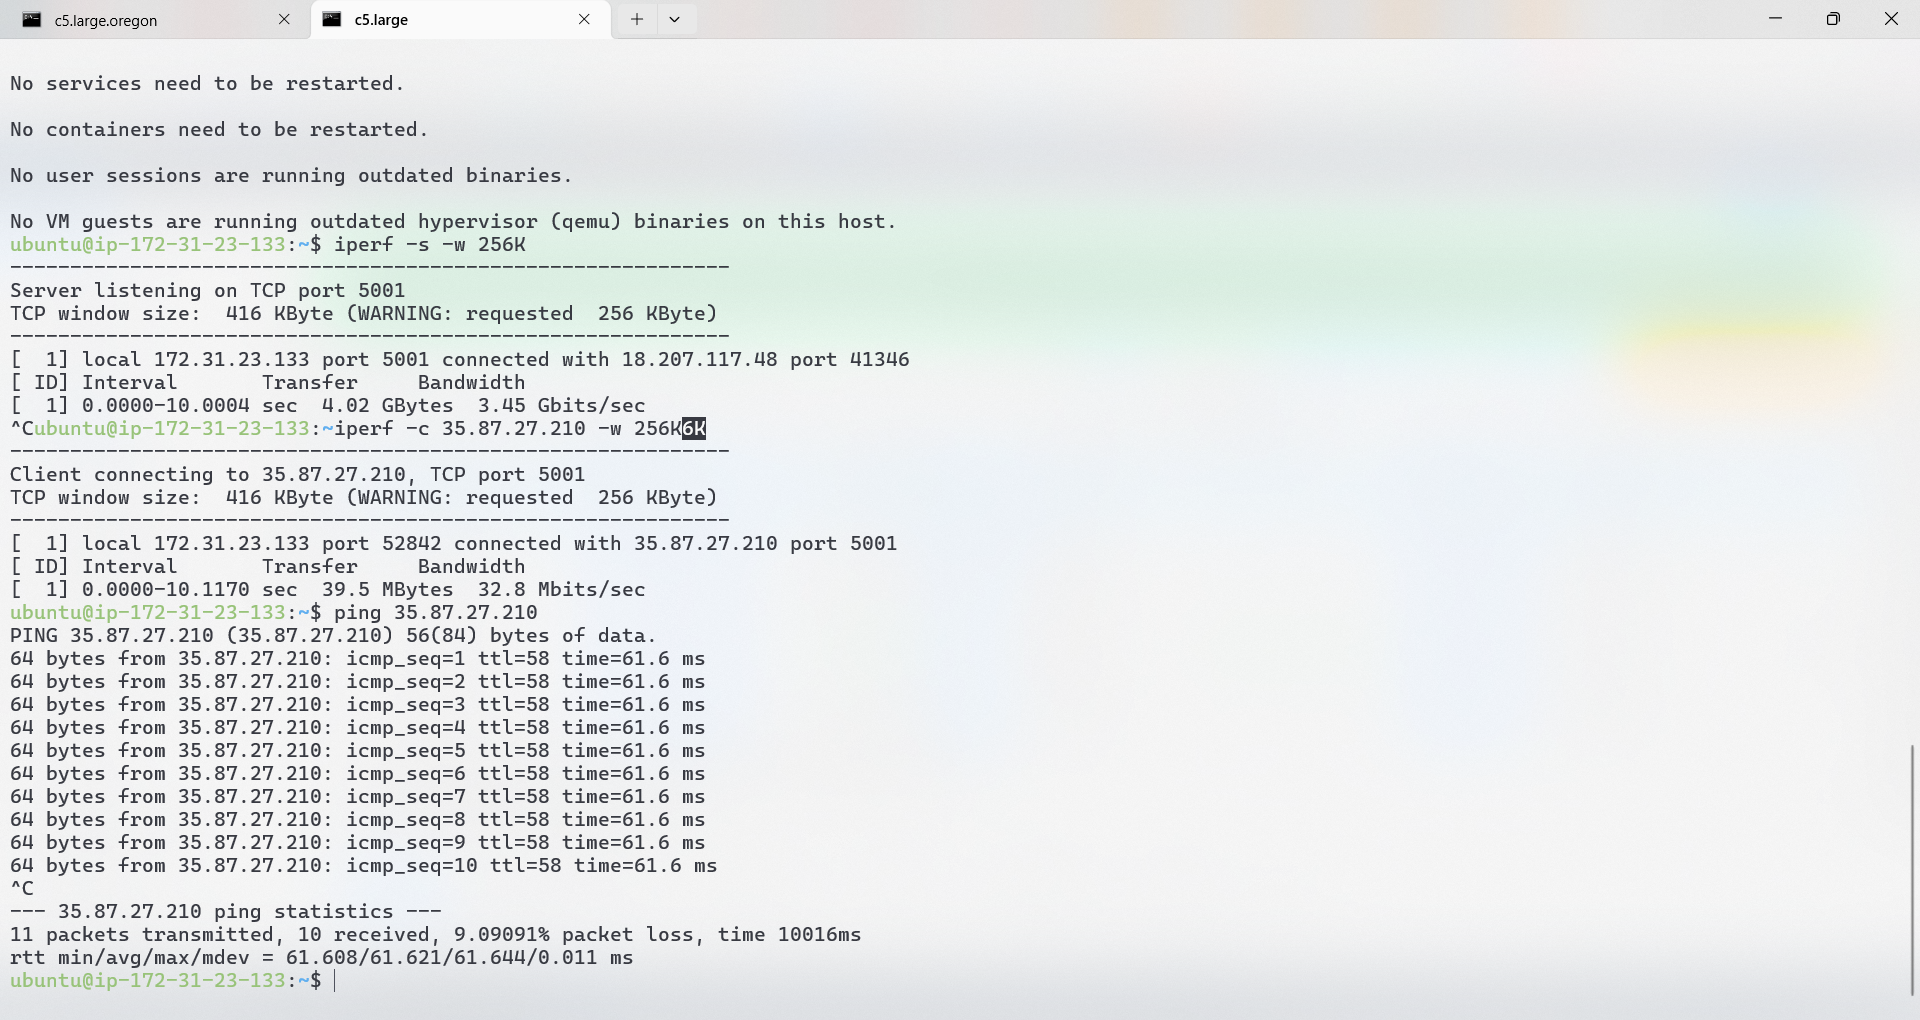 c5.large.oregon
c5.large
No services need to be restarted.
No containers need to be restarted.
No user sessions are running outdated binaries.
No VM guests are running outdated hypervisor (qemu) binaries on this host.
ubuntu@ip-172-31-23-133:~$ iperf -s -w 256K
------------------------------------------------------------
Server listening on TCP port 5001
TCP window size:  416 KByte (WARNING: requested  256 KByte)
------------------------------------------------------------
[  1] local 172.31.23.133 port 5001 connected with 18.207.117.48 port 41346
[ ID] Interval       Transfer     Bandwidth
[  1] 0.0000-10.0004 sec  4.02 GBytes  3.45 Gbits/sec
^Cubuntu@ip-172-31-23-133:~iperf -c 35.87.27.210 -w 256K6K
------------------------------------------------------------
Client connecting to 35.87.27.210, TCP port 5001
TCP window size:  416 KByte (WARNING: requested  256 KByte)
------------------------------------------------------------
[  1] local 172.31.23.133 port 52842 connected with 35.87.27.210 port 5001
[ ID] Interval       Transfer     Bandwidth
[  1] 0.0000-10.1170 sec  39.5 MBytes  32.8 Mbits/sec
ubuntu@ip-172-31-23-133:~$ ping 35.87.27.210
PING 35.87.27.210 (35.87.27.210) 56(84) bytes of data.
64 bytes from 35.87.27.210: icmp_seq=1 ttl=58 time=61.6 ms
64 bytes from 35.87.27.210: icmp_seq=2 ttl=58 time=61.6 ms
64 bytes from 35.87.27.210: icmp_seq=3 ttl=58 time=61.6 ms
64 bytes from 35.87.27.210: icmp_seq=4 ttl=58 time=61.6 ms
64 bytes from 35.87.27.210: icmp_seq=5 ttl=58 time=61.6 ms
64 bytes from 35.87.27.210: icmp_seq=6 ttl=58 time=61.6 ms
64 bytes from 35.87.27.210: icmp_seq=7 ttl=58 time=61.6 ms
64 bytes from 35.87.27.210: icmp_seq=8 ttl=58 time=61.6 ms
64 bytes from 35.87.27.210: icmp_seq=9 ttl=58 time=61.6 ms
64 bytes from 35.87.27.210: icmp_seq=10 ttl=58 time=61.6 ms
^C
--- 35.87.27.210 ping statistics ---
11 packets transmitted, 10 received, 9.09091% packet loss, time 10016ms
rtt min/avg/max/mdev = 61.608/61.621/61.644/0.011 ms
ubuntu@ip-172-31-23-133:~$